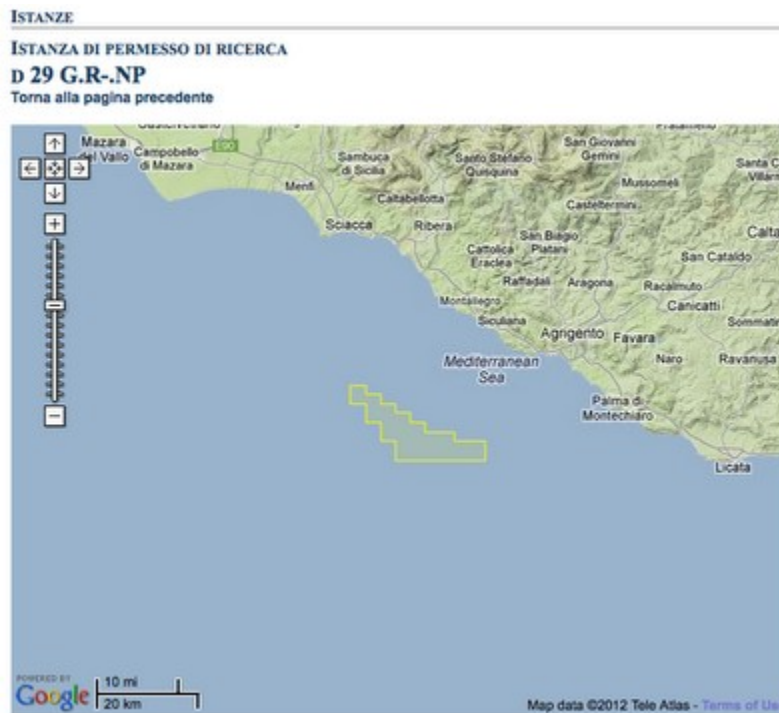 ISTANZE
ISTANZA DI PERMESSO DI RICERCA
D 29 G.R-.NP
Torna alla pagina precedente
Mazara
del Vallo
Campobello
di Mazara
E90
Sambuca
di Sicilia
Santo Stefano
Quisquina
San Giovanni
Gemini
Mussomeli
Menfi
Caltabellotta
Casteltermini
Sciacca
Ribera
San Biagio
Platani
Cattolica
Eraclea
San Cataldo
Raffadali
Aragona
Racalmuto
Montallegro
Canicatti
Siculiana
Agrigento
Favara
Naro
Ravanusa
Mediterranean
Sea
Palma di
Montechiaro
Licata
POWERED BY
Google
10 mi
20 km
Map data ©2012 Tele Atlas - Terms of